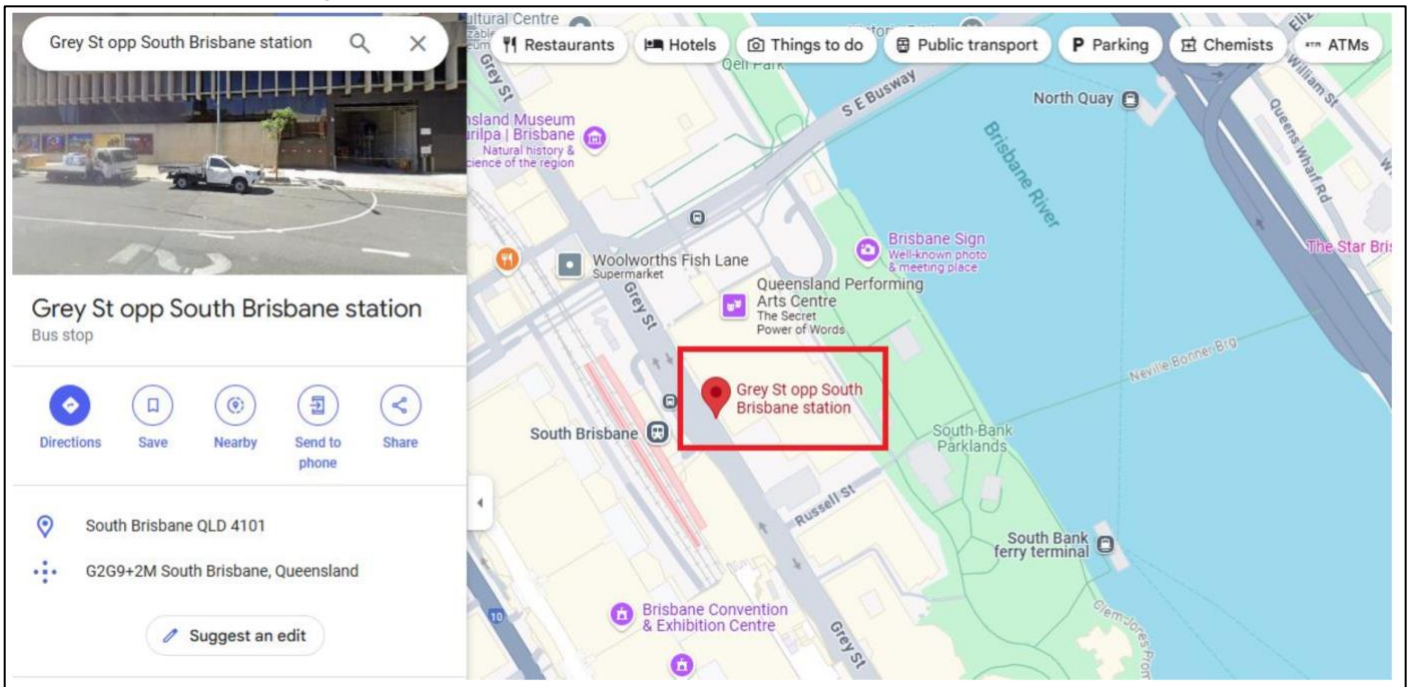 Grey St opp South Brisbane station
Grey St opp South Brisbane station
Bus stop
Directions
Save
Nearby
Send to
phone
Share
South Brisbane QLD 4101
G2G9+2M South Brisbane, Queensland
Suggest an edit
Restaurants
Hotels
Things to do
Public transport
P Parking
Chemists
ATM ATMs
ultural Centre
Grey St
S E Busway
North Quay
William St
Queens Wharf Rd
nsland Museum
rilpa | Brisbane
Natural history &
cience of the region
Brisbane River
Woolworths Fish Lane
Supermarket
Brisbane Sign
Well-known photo
& meeting place
The Star Bris
Grey St
Queensland Performing
Arts Centre
The Secret
Power of Words
Neville Bonner Brg
Grey St opp South
Brisbane station
South Brisbane
South Bank
Parklands
Russell St
South Bank
ferry terminal
10
Brisbane Convention
& Exhibition Centre
Grey St
Clem Jones Prom